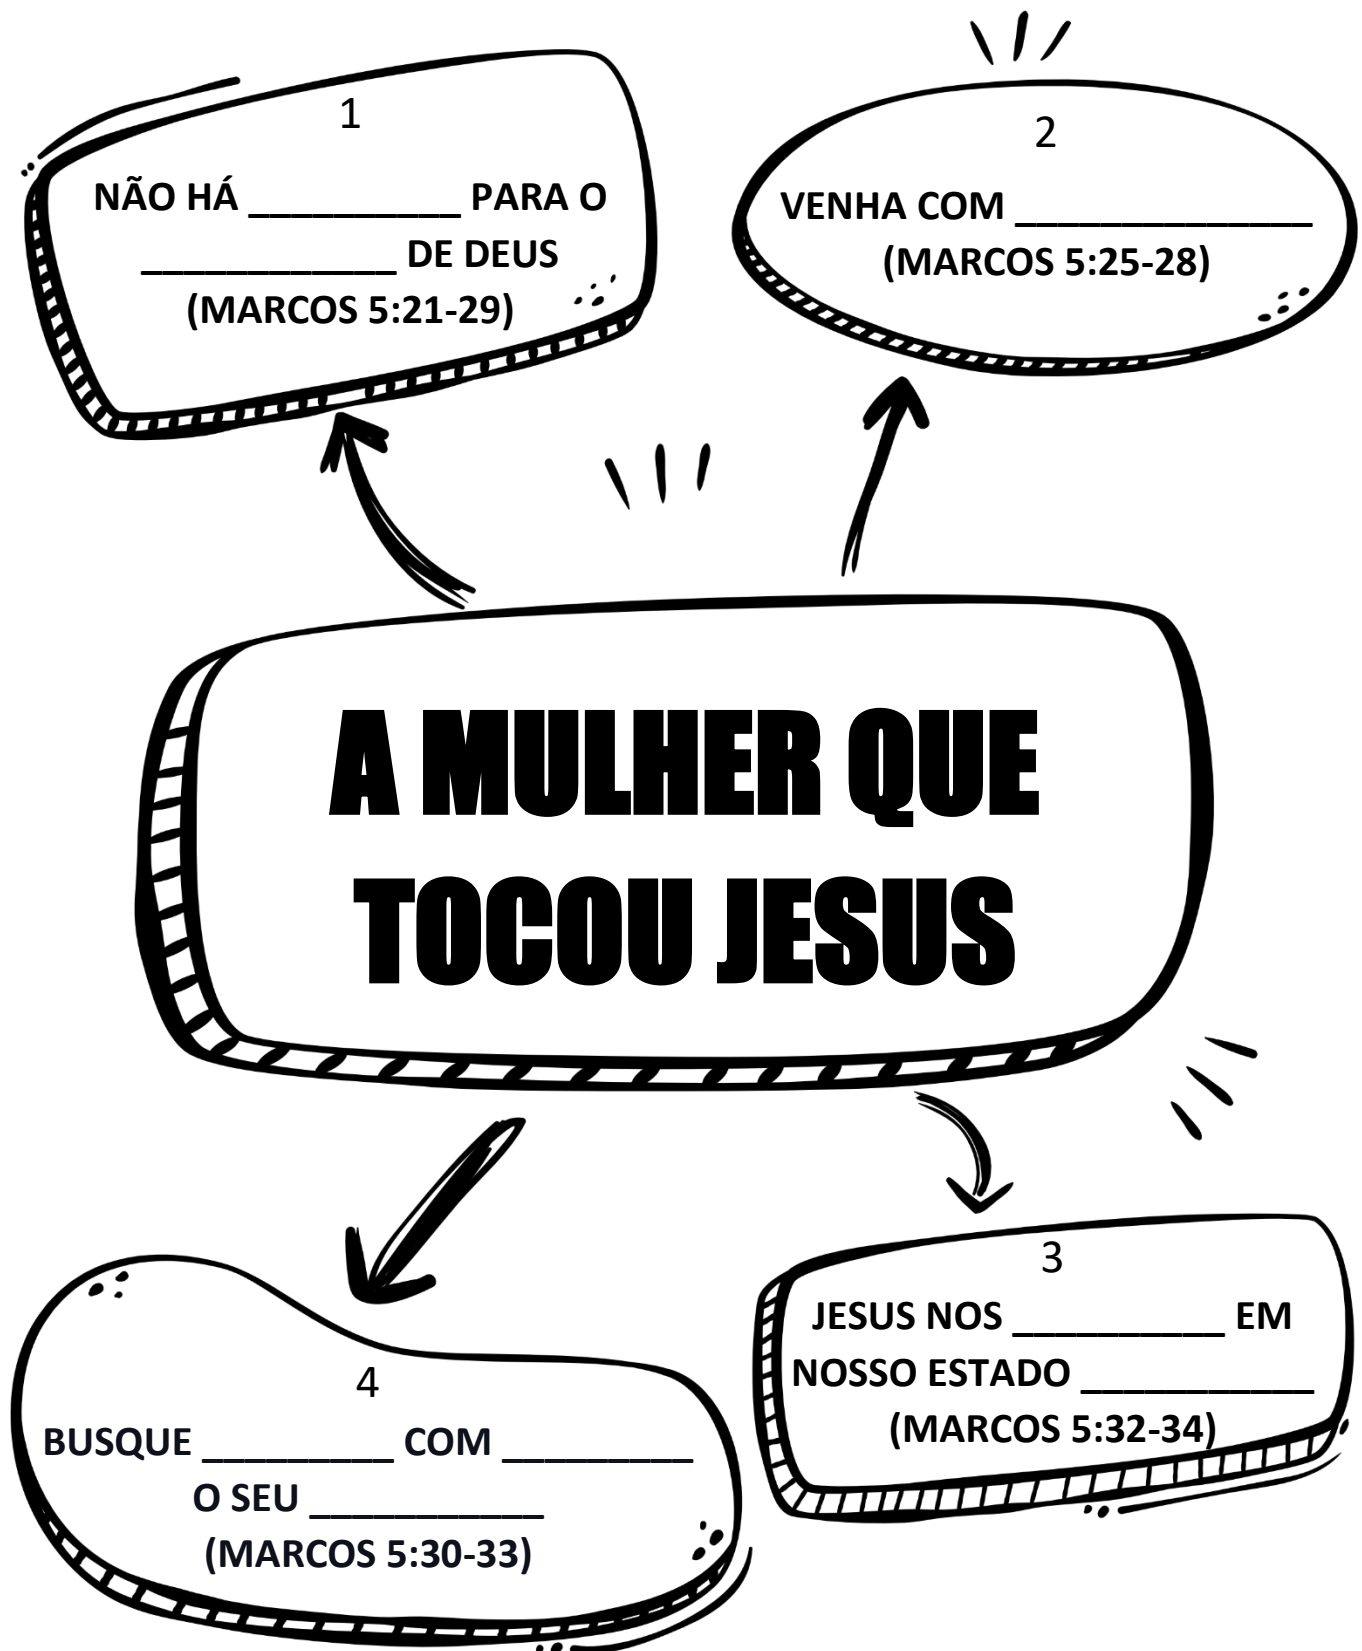 1
NÃO HÁ __________ PARA O
____________ DE DEUS
(MARCOS 5:21-29)
2
VENHA COM ______________
(MARCOS 5:25-28)
A MULHER QUE
TOCOU JESUS
3
JESUS NOS __________ EM
NOSSO ESTADO ___________
(MARCOS 5:32-34)
4
BUSQUE _________ COM _________
O SEU ___________
(MARCOS 5:30-33)